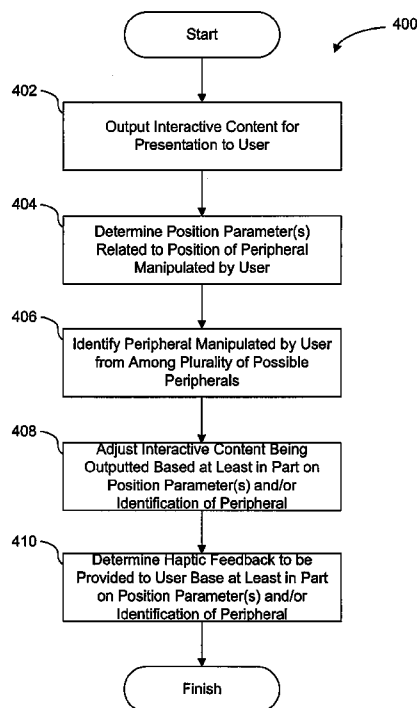 Start
400
402
Output Interactive Content for
Presentation to User
404
Determine Position Parameter(s)
Related to Position of Peripheral
Manipulated by User
406
Identify Peripheral Manipulated by User
from Among Plurality of Possible
Peripherals
408
Adjust Interactive Content Being
Outputted Based at Least in Part on
Position Parameter(s) and/or
Identification of Peripheral
410
Determine Haptic Feedback to be
Provided to User Base at Least in Part
on Position Parameter(s) and/or
Identification of Peripheral
Finish